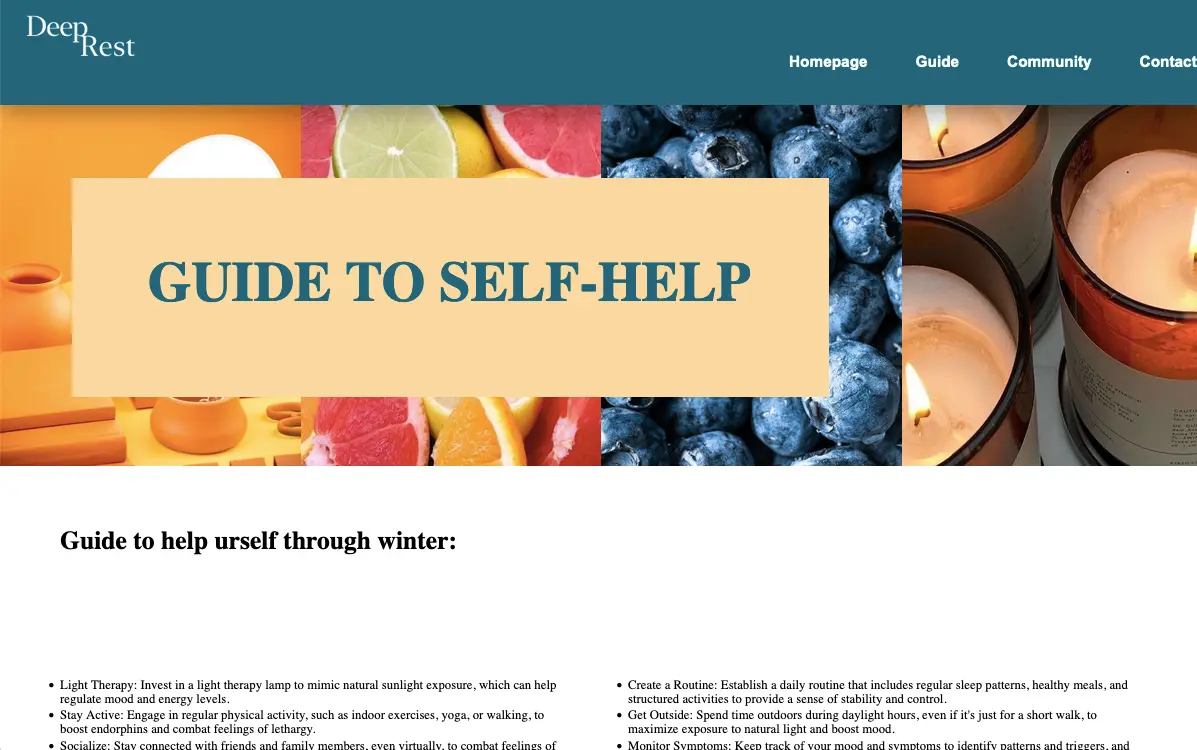 Deep
Rest
Homepage Guide Community Contact
GUIDE TO SELF-HELP
Guide to help urself through winter:
• Light Therapy: Invest in a light therapy lamp to mimic natural sunlight exposure, which can help
regulate mood and energy levels.
• Stay Active: Engage in regular physical activity, such as indoor exercises, yoga, or walking, to
boost endorphins and combat feelings of lethargy.
• Socialize: Stay connected with friends and family members, even virtually, to combat feelings of
• Create a Routine: Establish a daily routine that includes regular sleep patterns, healthy meals, and
structured activities to provide a sense of stability and control.
• Get Outside: Spend time outdoors during daylight hours, even if it's just for a short walk, to
maximize exposure to natural light and boost mood.
• Monitor Symptoms: Keep track of your mood and symptoms to identify patterns and triggers, and